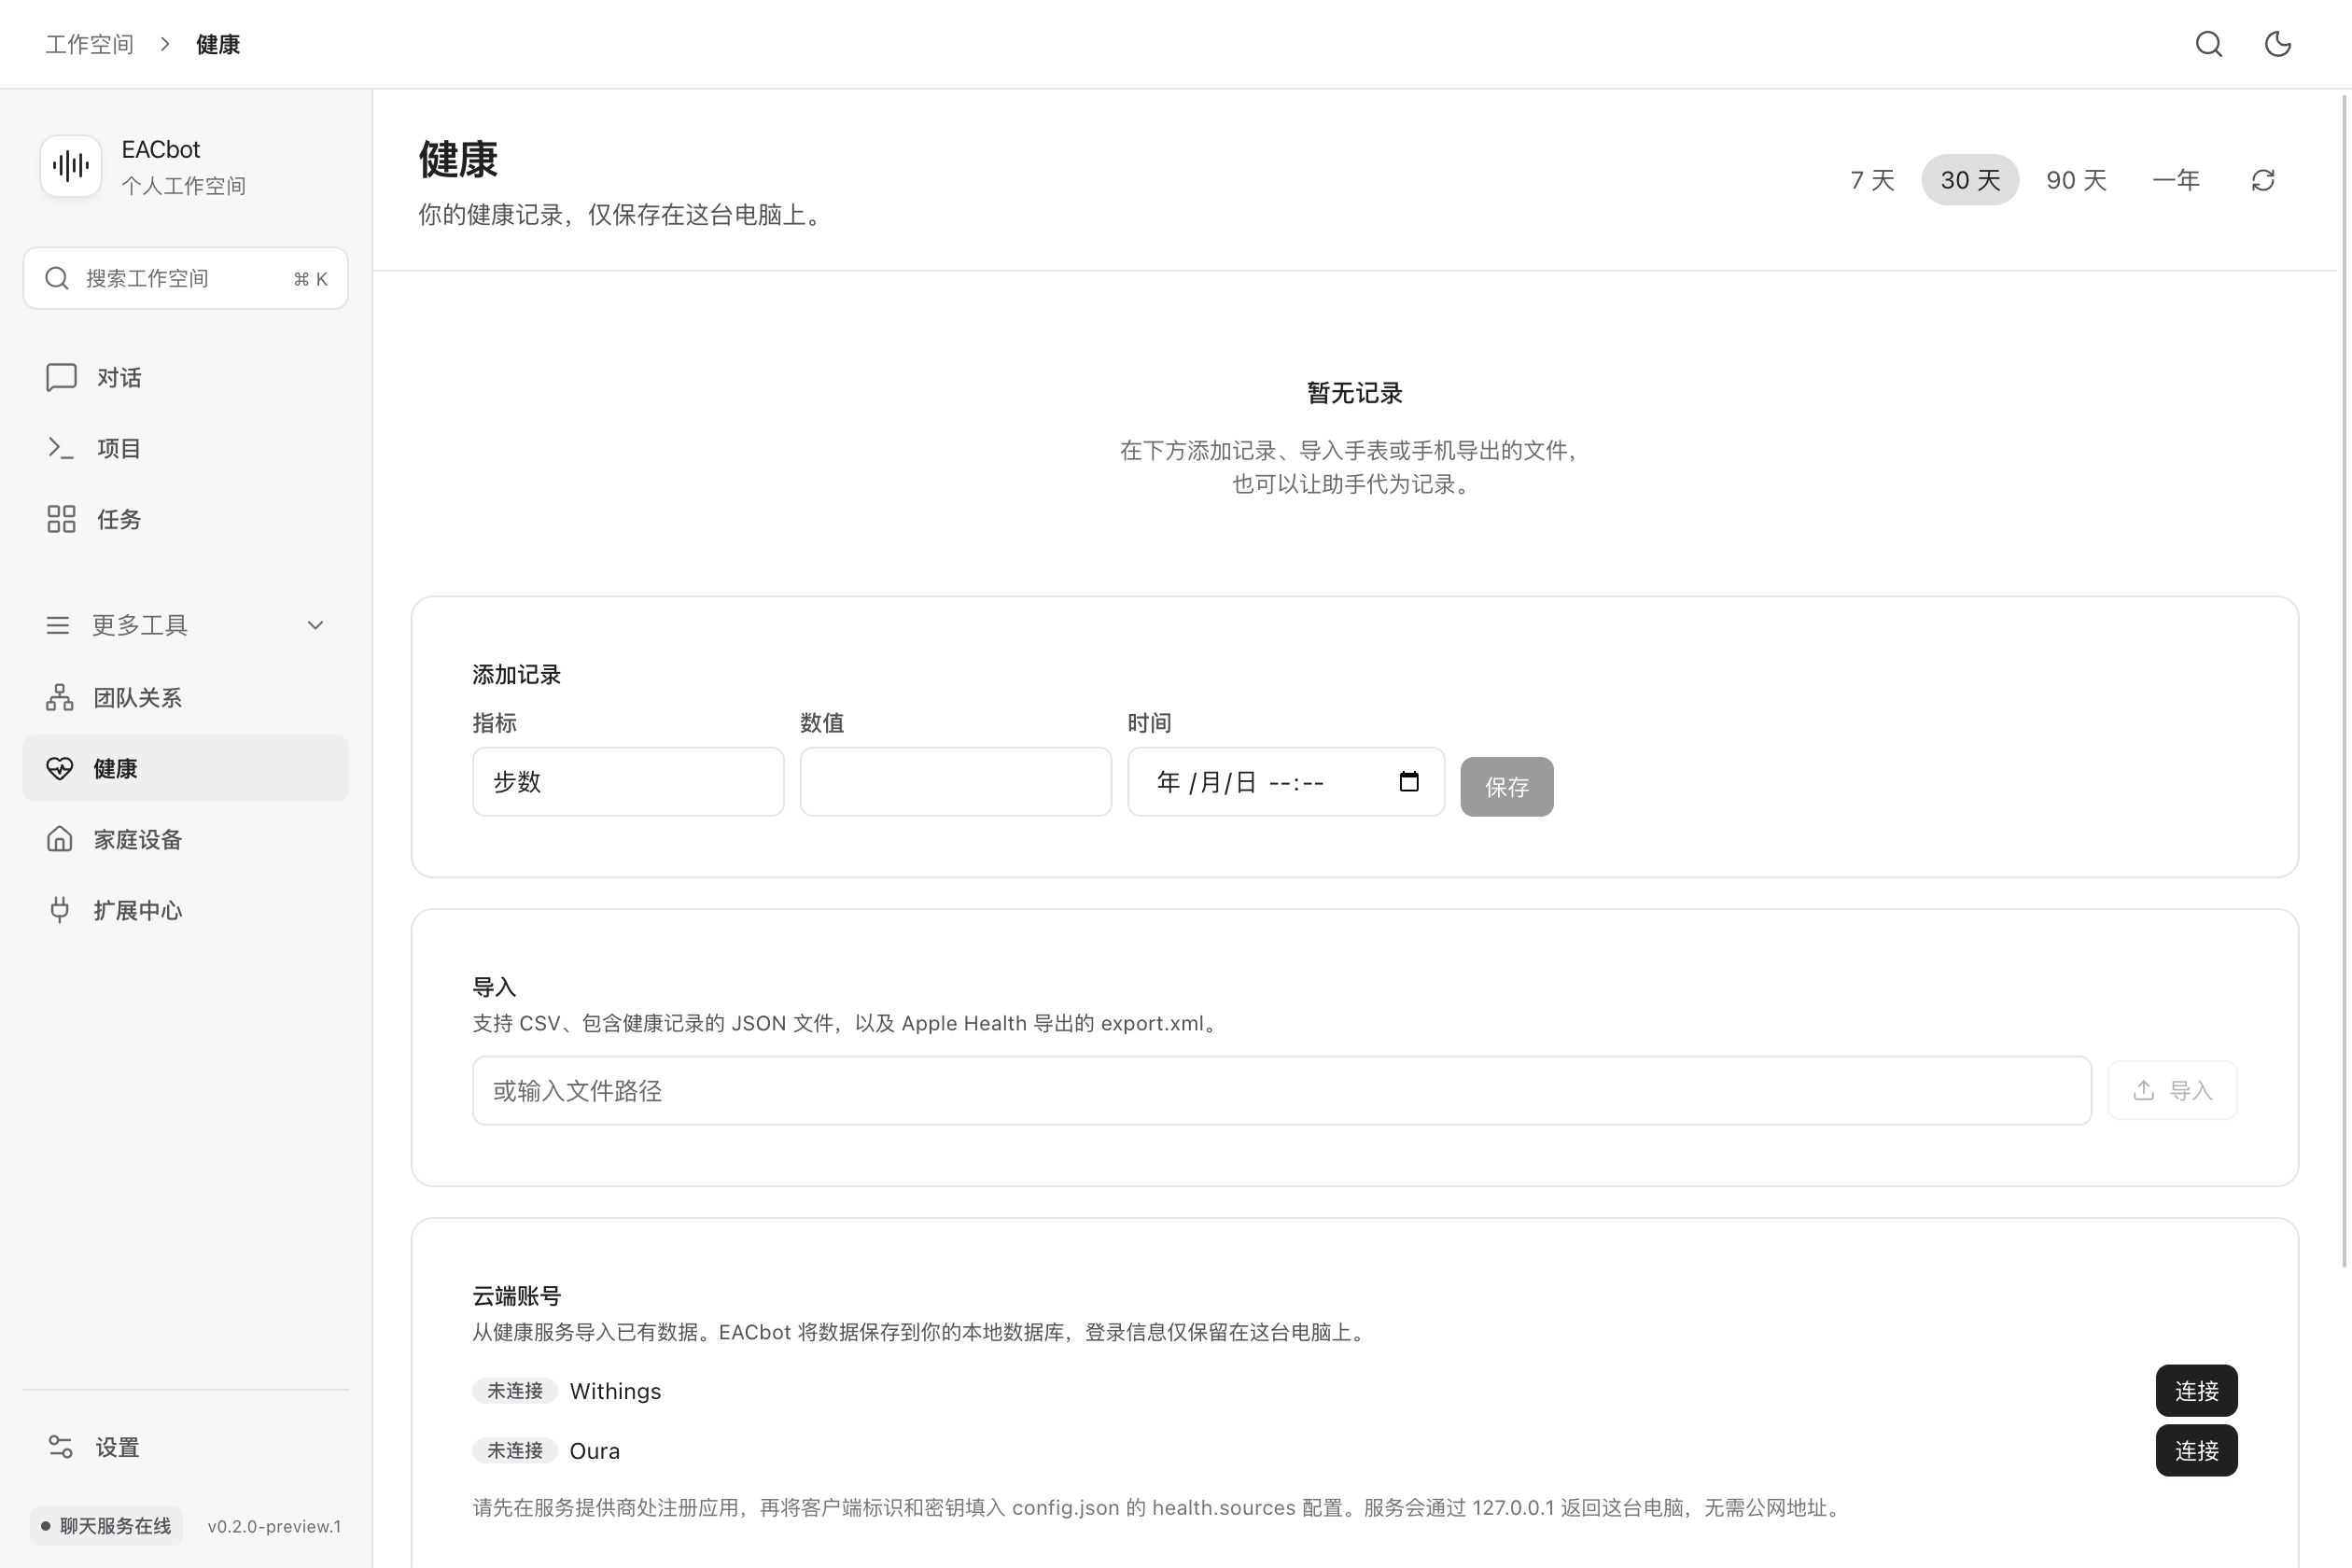 工作空间 > 健康
EACbot
个人工作空间
搜索工作空间 ⌘ K
对话
项目
任务
更多工具
团队关系
健康
家庭设备
扩展中心
设置
聊天服务在线 v0.2.0-preview.1
健康
你的健康记录，仅保存在这台电脑上。
7 天 30 天 90 天 一年
暂无记录
在下方添加记录、导入手表或手机导出的文件，
也可以让助手代为记录。
添加记录
指标 数值 时间
步数 年 /月/日 --:-- 保存
导入
支持 CSV、包含健康记录的 JSON 文件，以及 Apple Health 导出的 export.xml。
或输入文件路径 导入
云端账号
从健康服务导入已有数据。EACbot 将数据保存到你的本地数据库，登录信息仅保留在这台电脑上。
未连接 Withings 连接
未连接 Oura 连接
请先在服务提供商处注册应用，再将客户端标识和密钥填入 config.json 的 health.sources 配置。服务会通过 127.0.0.1 返回这台电脑，无需公网地址。